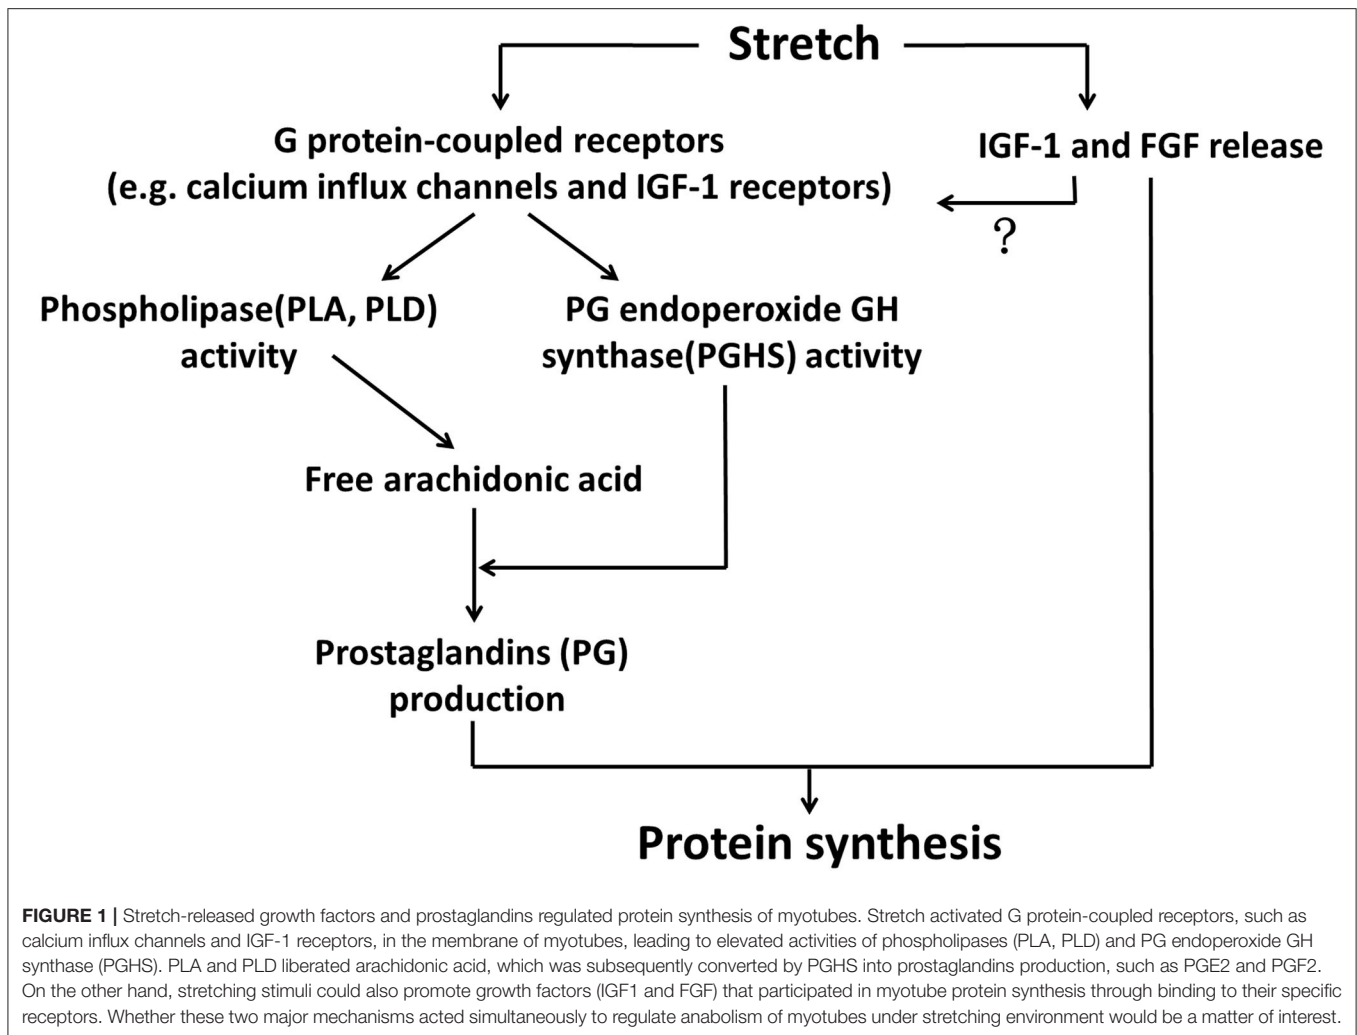 Stretch
G protein-coupled receptors
(e.g. calcium influx channels and IGF-1 receptors)
IGF-1 and FGF release
?
Phospholipase(PLA, PLD)
activity
PG endoperoxide GH
synthase(PGHS) activity
Free arachidonic acid
Prostaglandins (PG)
production
Protein synthesis
FIGURE 1 | Stretch-released growth factors and prostaglandins regulated protein synthesis of myotubes. Stretch activated G protein-coupled receptors, such as
calcium influx channels and IGF-1 receptors, in the membrane of myotubes, leading to elevated activities of phospholipases (PLA, PLD) and PG endoperoxide GH
synthase (PGHS). PLA and PLD liberated arachidonic acid, which was subsequently converted by PGHS into prostaglandins production, such as PGE2 and PGF2.
On the other hand, stretching stimuli could also promote growth factors (IGF1 and FGF) that participated in myotube protein synthesis through binding to their specific
receptors. Whether these two major mechanisms acted simultaneously to regulate anabolism of myotubes under stretching environment would be a matter of interest.